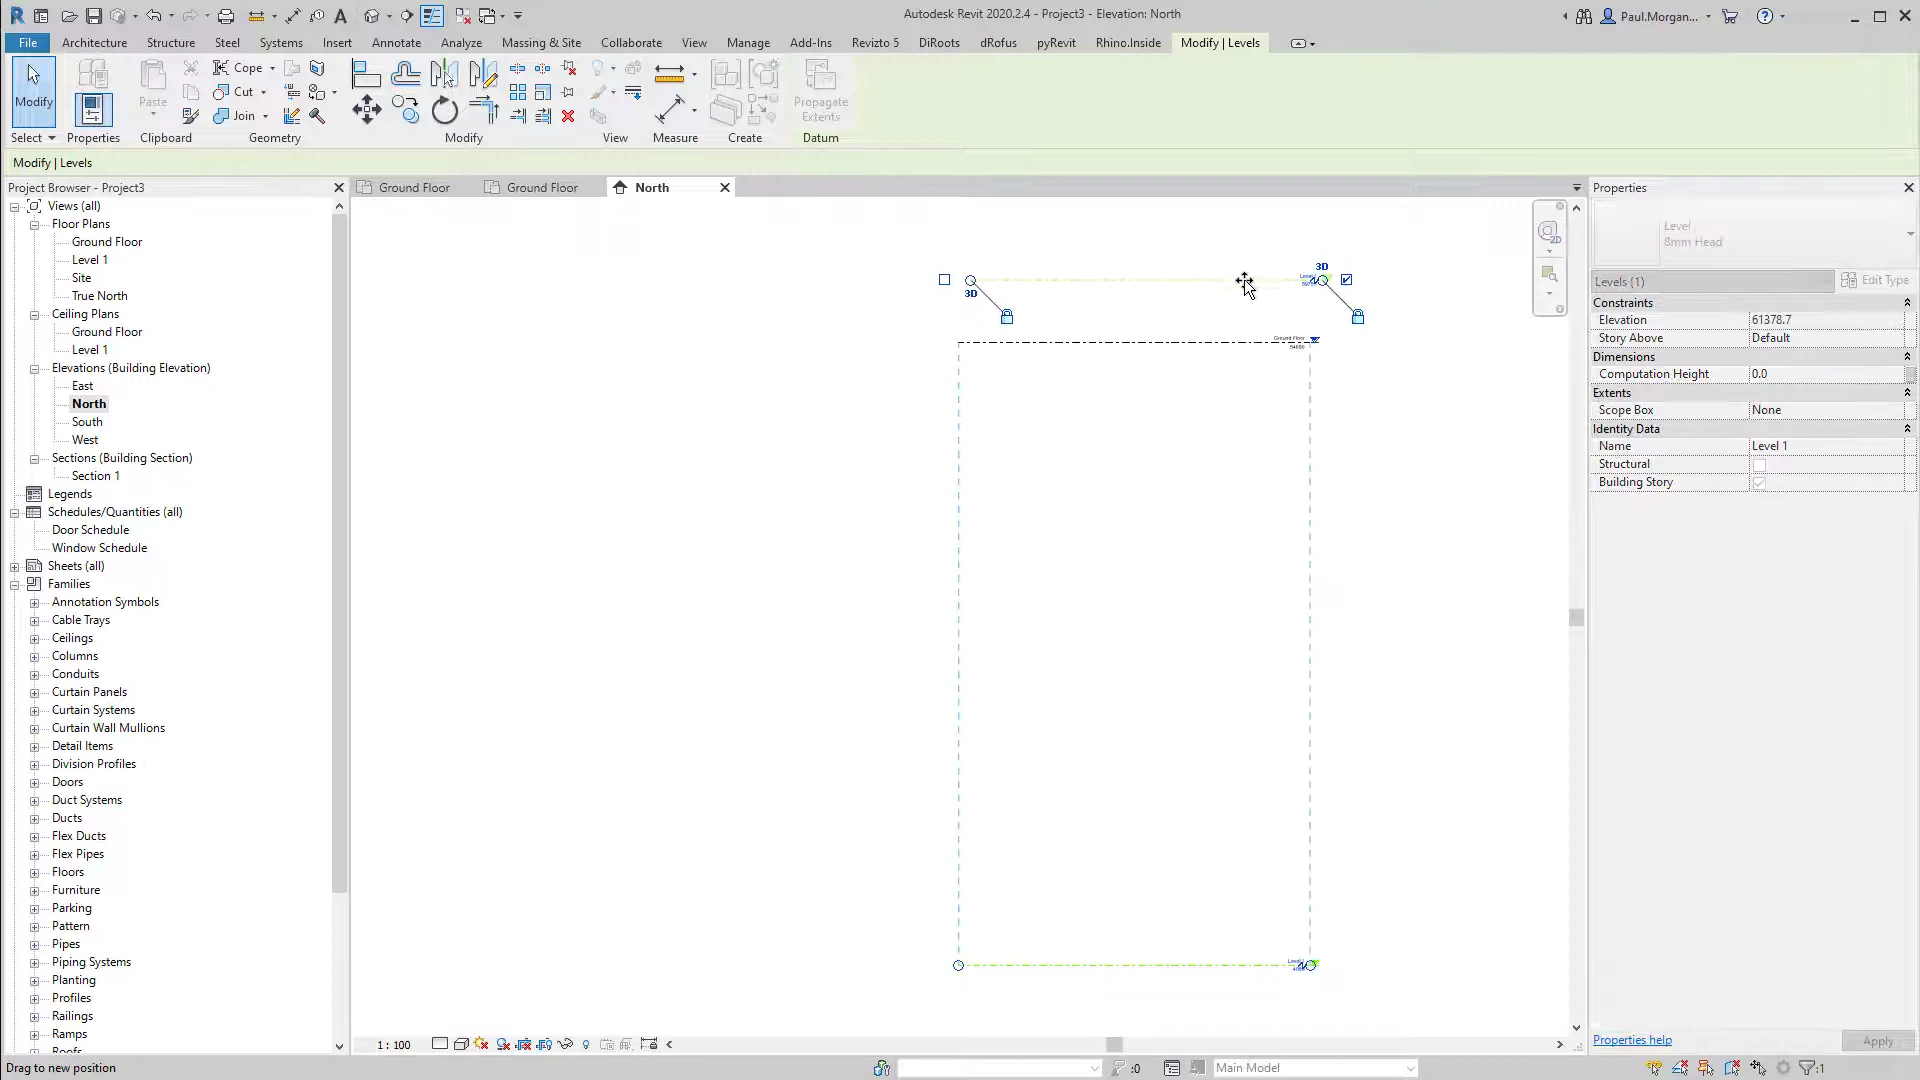 Autodesk Revit 2020.2.4 - Project3 - Elevation: North
Paul.Morgan...
File Architecture Structure Steel Systems Insert Annotate Analyze Massing & Site Collaborate View Manage Add-Ins Revizto 5 DiRoots dRofus pyRevit Rhino.Inside Modify | Levels
Modify
Paste
Cope
Cut
Join
Propagate Extents
Select Properties Clipboard Geometry Modify View Measure Create Datum
Modify | Levels
Project Browser - Project3
Views (all)
Floor Plans
Ground Floor
Level 1
Site
True North
Ceiling Plans
Ground Floor
Level 1
Elevations (Building Elevation)
East
North
South
West
Sections (Building Section)
Section 1
Legends
Schedules/Quantities (all)
Door Schedule
Window Schedule
Sheets (all)
Families
Annotation Symbols
Cable Trays
Ceilings
Columns
Conduits
Curtain Panels
Curtain Systems
Curtain Wall Mullions
Detail Items
Division Profiles
Doors
Duct Systems
Ducts
Flex Ducts
Flex Pipes
Floors
Furniture
Parking
Pattern
Pipes
Piping Systems
Planting
Profiles
Railings
Ramps
Roofs
Ground Floor Ground Floor North
3D
3D
Ground Floor
54650
2D
1 : 100
Properties
Level
8mm Head
Levels (1) Edit Type
Constraints
Elevation 61378.7
Story Above Default
Dimensions
Computation Height 0.0
Extents
Scope Box None
Identity Data
Name Level 1
Structural
Building Story
Properties help Apply
Drag to new position
:0
Main Model
:1